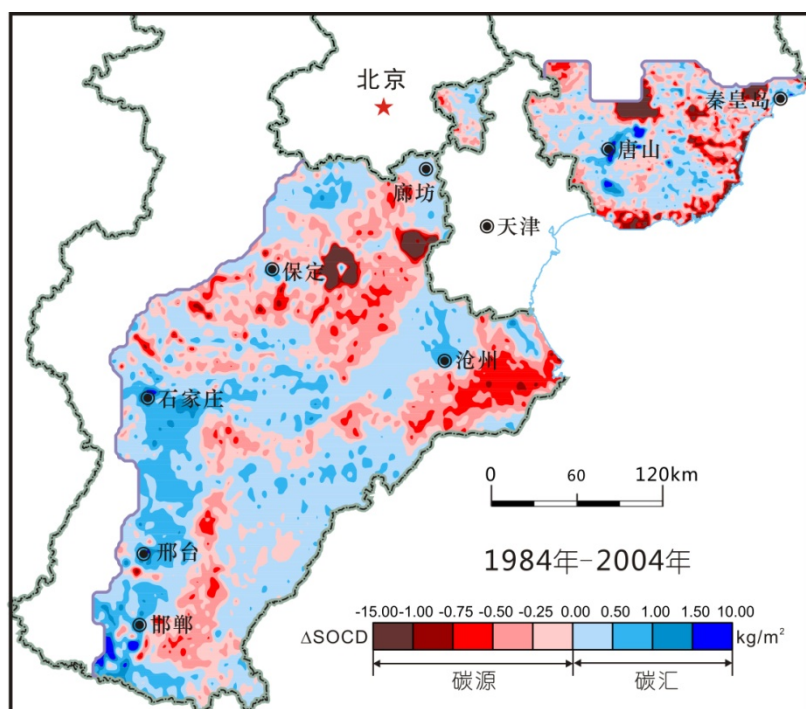 北京
秦皇岛
唐山
廊坊
天津
保定
沧州
石家庄
0 60 120km
邢台
1984年-2004年
邯郸
-15.00 -1.00 -0.75 -0.50 -0.25 0.00 0.50 1.00 1.50 10.00
ΔSOCD kg/m²
碳源 碳汇